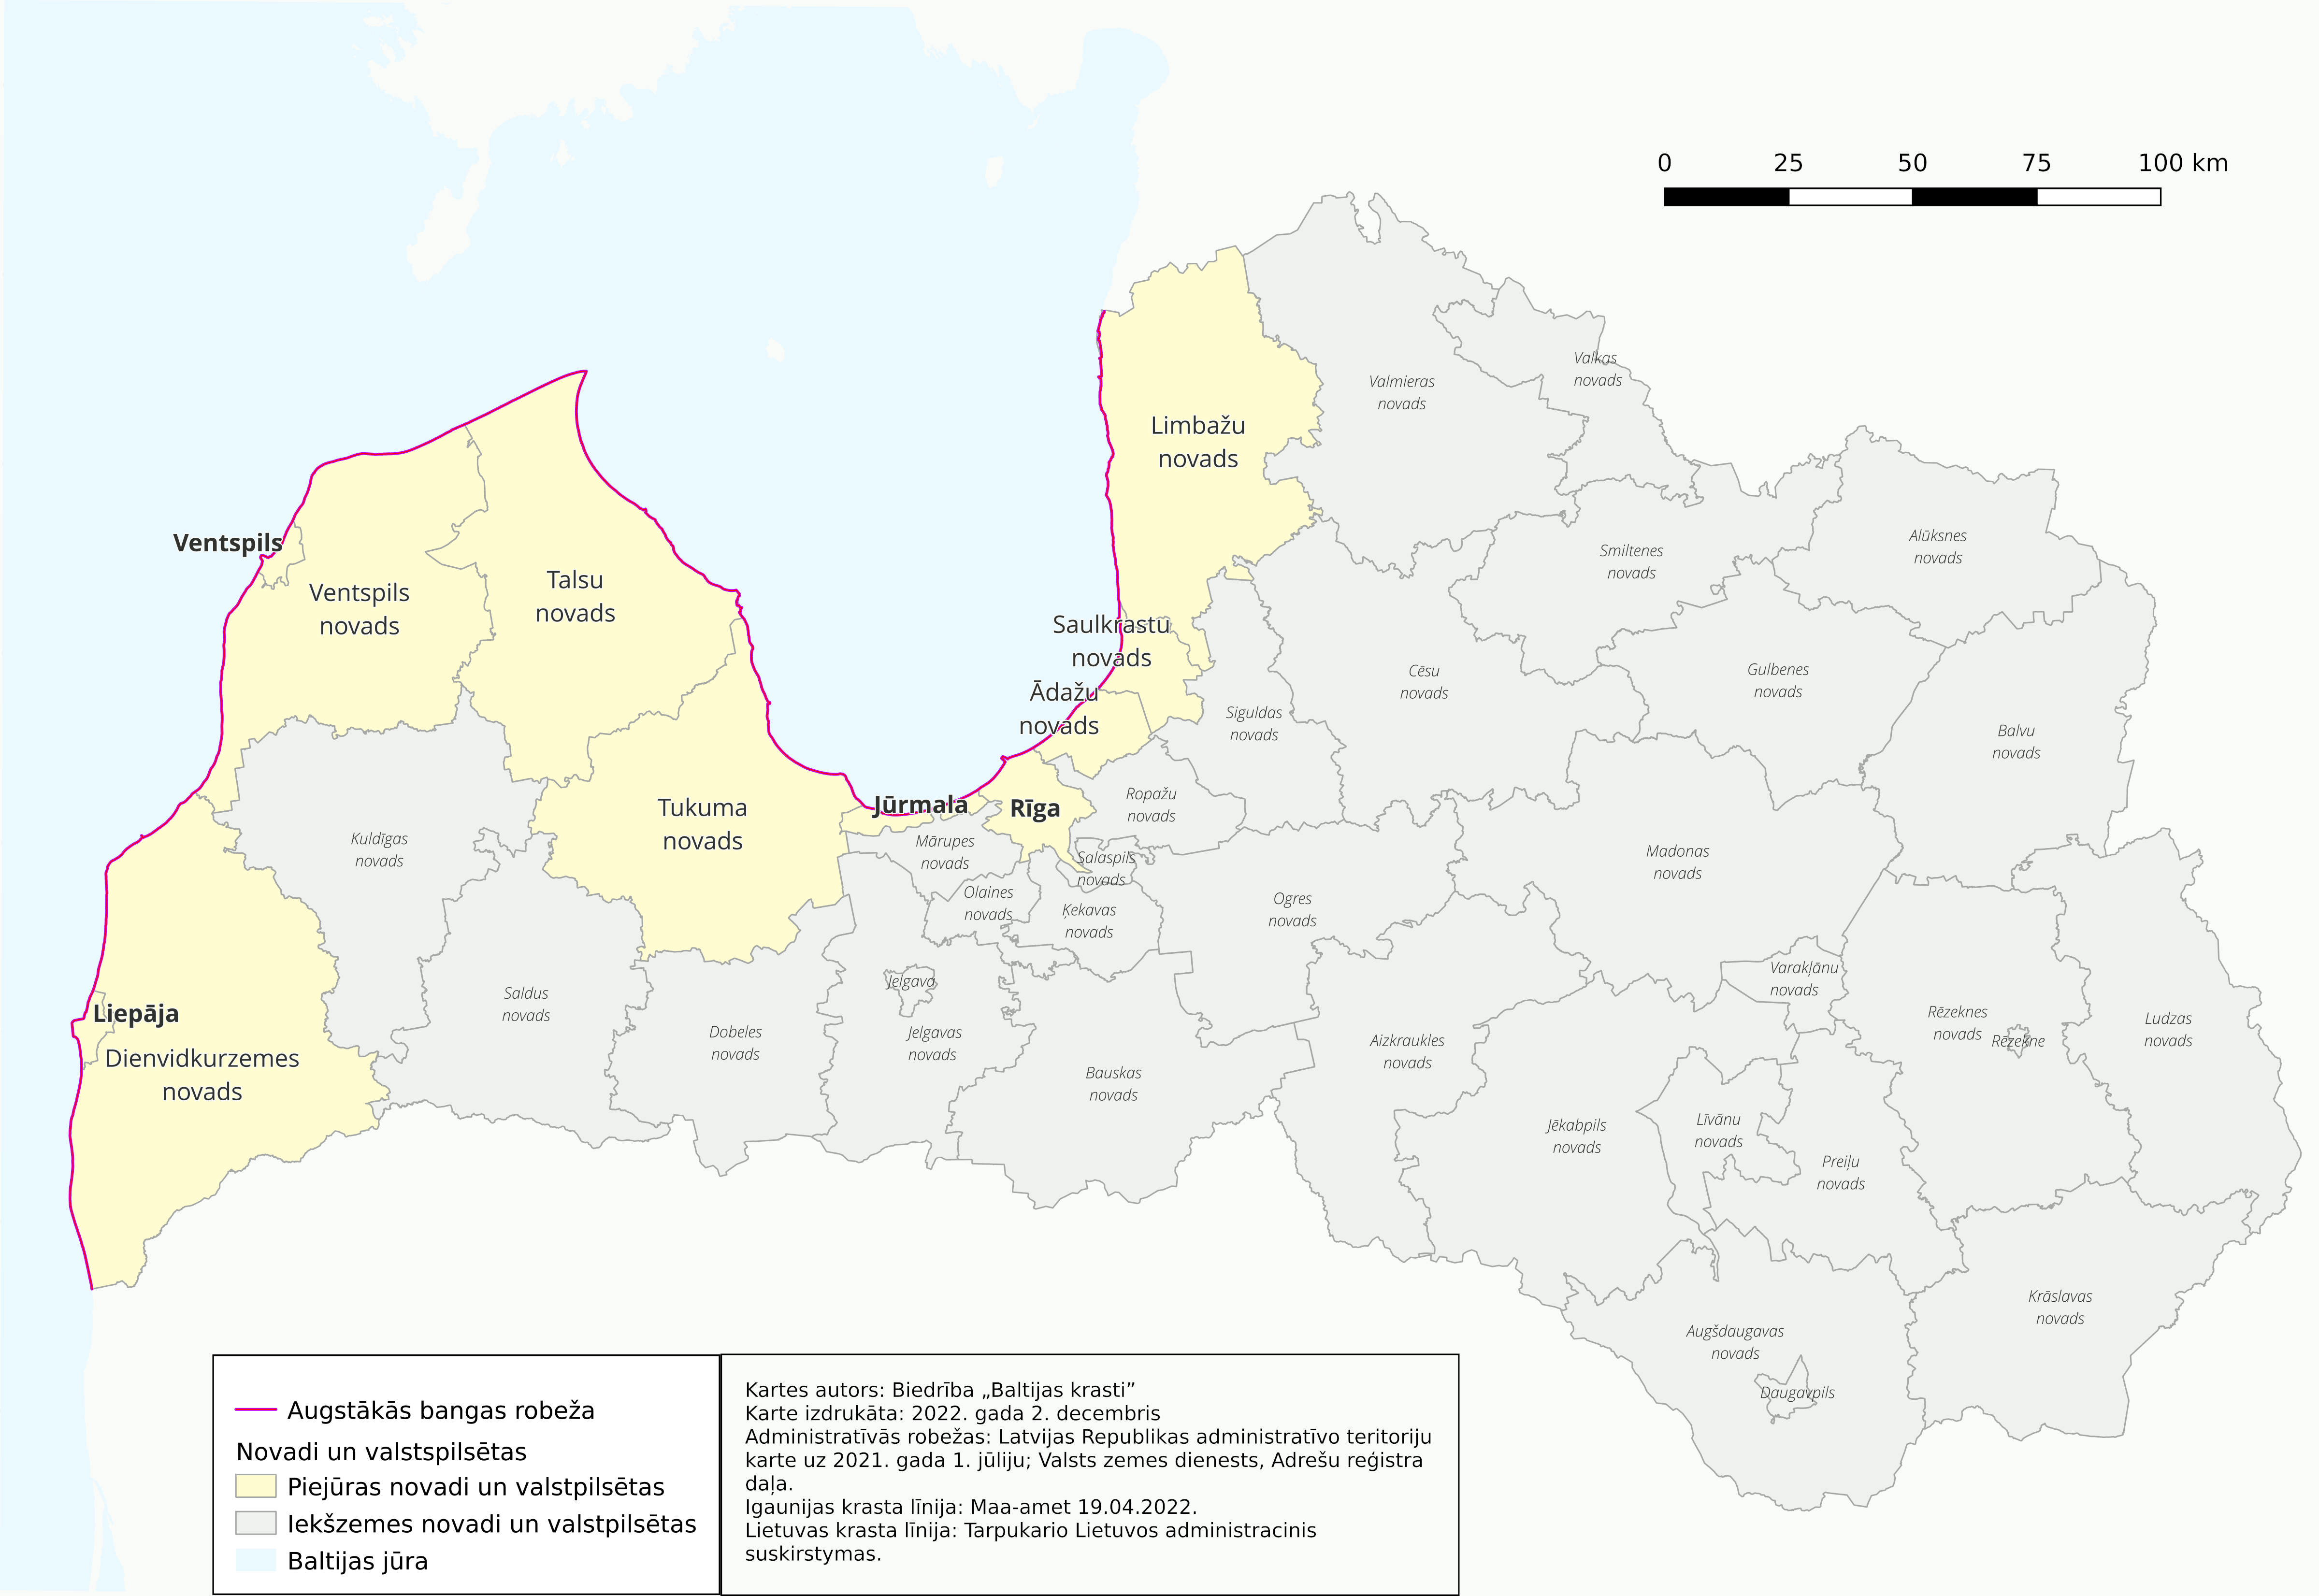 0 25 50 75 100 km
Valkas
novads
Valmieras
novads
Limbažu
novads
Alūksnes
novads
Smiltenes
novads
Ventspils
Ventspils
novads
Talsu
novads
Saulkrastu
novads
Ādažu
novads
Cēsu
novads
Gulbenes
novads
Siguldas
novads
Balvu
novads
Ropažu
novads
Jūrmala
Rīga
Tukuma
novads
Kuldīgas
novads
Mārupes
novads
Salaspils
novads
Madonas
novads
Olaines
novads
Ķekavas
novads
Ogres
novads
Varakļānu
novads
Jelgava
Saldus
novads
Liepāja
Dienvidkurzemes
novads
Dobeles
novads
Jelgavas
novads
Aizkraukles
novads
Rēzeknes
novads
Rēzekne
Ludzas
novads
Bauskas
novads
Jēkabpils
novads
Līvānu
novads
Preiļu
novads
Krāslavas
novads
Augšdaugavas
novads
Daugavpils
Augstākās bangas robeža
Novadi un valstspilsētas
Piejūras novadi un valstpilsētas
Iekšzemes novadi un valstpilsētas
Baltijas jūra
Kartes autors: Biedrība „Baltijas krasti”
Karte izdrukāta: 2022. gada 2. decembris
Administratīvās robežas: Latvijas Republikas administratīvo teritoriju
karte uz 2021. gada 1. jūliju; Valsts zemes dienests, Adrešu reģistra
daļa.
Igaunijas krasta līnija: Maa-amet 19.04.2022.
Lietuvas krasta līnija: Tarpukario Lietuvos administracinis
suskirstymas.